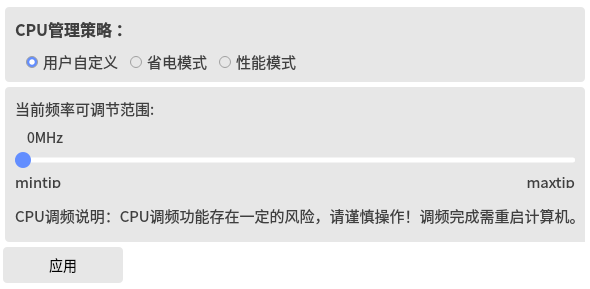 CPU管理策略：
用户自定义 省电模式 性能模式
当前频率可调节范围:
0MHz
mintip maxtip
CPU调频说明：CPU调频功能存在一定的风险，请谨慎操作！调频完成需重启计算机。
应用